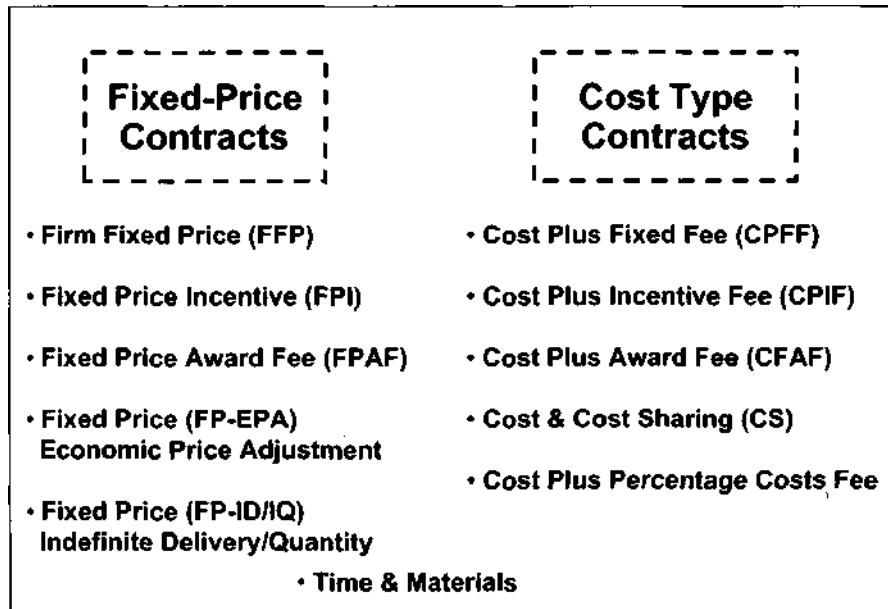 Fixed-Price
Contracts
• Firm Fixed Price (FFP)
• Fixed Price Incentive (FPI)
• Fixed Price Award Fee (FPAF)
• Fixed Price (FP-EPA)
Economic Price Adjustment
• Fixed Price (FP-ID/IQ)
Indefinite Delivery/Quantity
Cost Type
Contracts
• Cost Plus Fixed Fee (CPFF)
• Cost Plus Incentive Fee (CPIF)
• Cost Plus Award Fee (CFAF)
• Cost & Cost Sharing (CS)
• Cost Plus Percentage Costs Fee
• Time & Materials